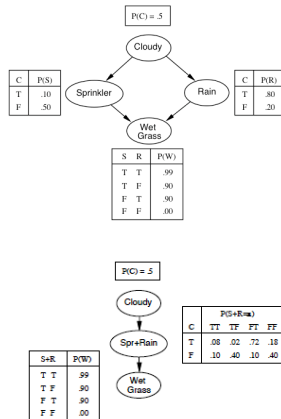 P(C) = .5
Cloudy
C P(S)
T .10
F .50
Sprinkler
Rain
C P(R)
T .80
F .20
Wet
Grass
S R P(W)
T T .99
T F .90
F T .90
F F .00
P(C) = .5
Cloudy
Spr+Rain
P(S+R=x)
C TT TF FT FF
T .08 .02 .72 .18
F .10 .40 .10 .40
S+R P(W)
T T .99
T F .90
F T .90
F F .00
Wet
Grass